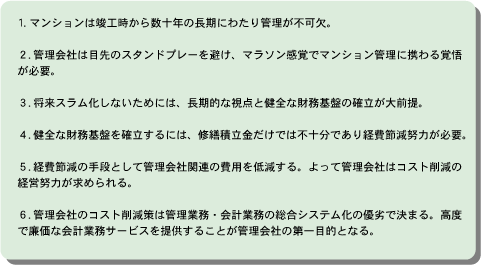 1.マンションは竣工時から数十年の長期にわたり管理が不可欠。
2.管理会社は目先のスタンドプレーを避け、マラソン感覚でマンション管理に携わる覚悟
が必要。
3.将来スラム化しないためには、長期的な視点と健全な財務基盤の確立が大前提。
4.健全な財務基盤を確立するには、修繕積立金だけでは不十分であり経費節減努力が必要。
5.経費節減の手段として管理会社関連の費用を低減する。よって管理会社はコスト削減の
経営努力が求められる。
6.管理会社のコスト削減策は管理業務・会計業務の総合システム化の優劣で決まる。高度
で廉価な会計業務サービスを提供することが管理会社の第一目的となる。